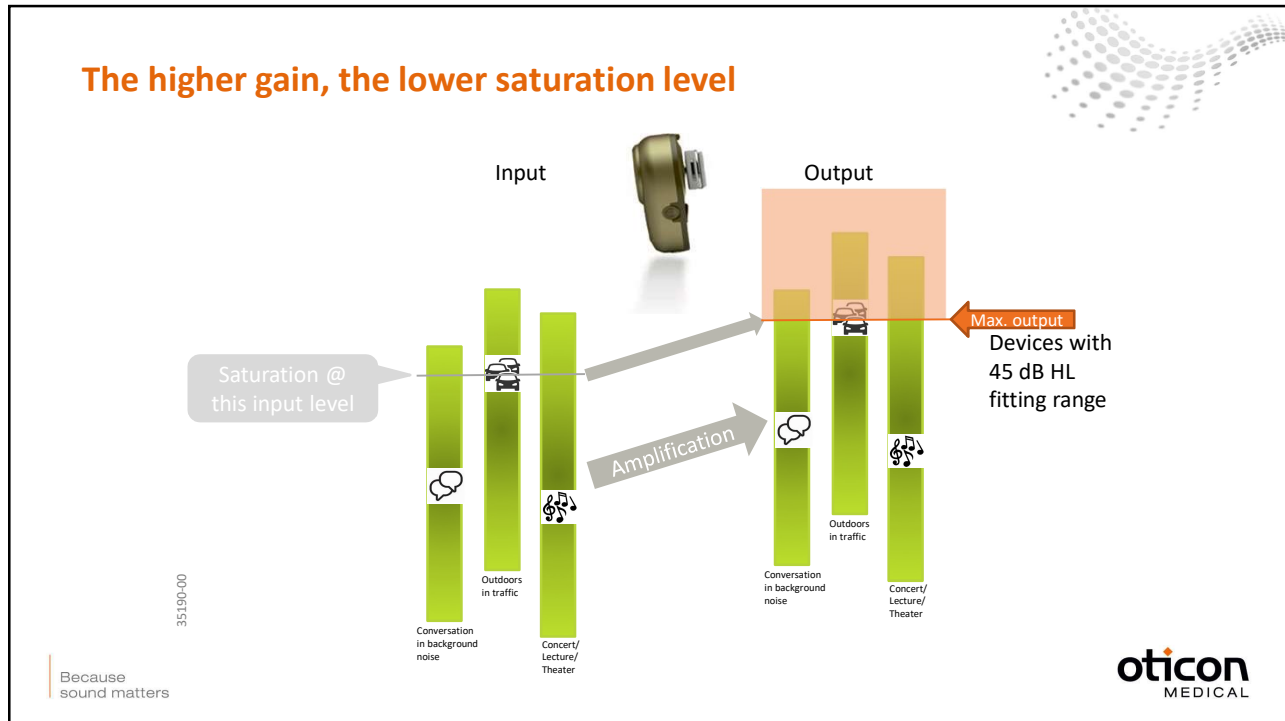 The higher gain, the lower saturation level
Input
Output
Saturation @
this input level
Amplification
Max. output
Devices with
45 dB HL
fitting range
Conversation
in background
noise
Outdoors
in traffic
Concert/
Lecture/
Theater
Conversation
in background
noise
Outdoors
in traffic
Concert/
Lecture/
Theater
35190-00
Because
sound matters
oticon
MEDICAL